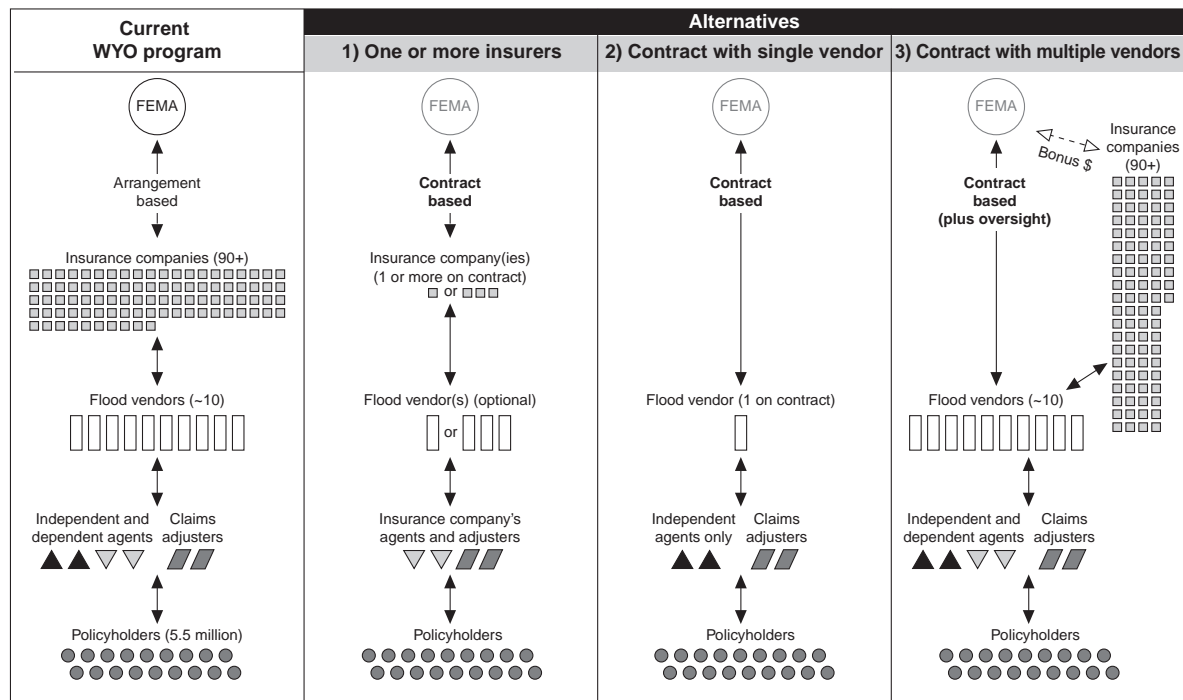 Current
WYO program
FEMA
Arrangement
based
Insurance companies (90+)
Flood vendors (~10)
Independent and
dependent agents
Claims
adjusters
Policyholders (5.5 million)
Alternatives
1) One or more insurers
FEMA
Contract
based
Insurance company(ies)
(1 or more on contract)
or
Flood vendor(s) (optional)
or
Insurance company's
agents and adjusters
Policyholders
2) Contract with single vendor
FEMA
Contract
based
Flood vendor (1 on contract)
Independent
agents only
Claims
adjusters
Policyholders
3) Contract with multiple vendors
FEMA
Bonus $
Insurance
companies
(90+)
Contract
based
(plus oversight)
Flood vendors (~10)
Independent and
dependent agents
Claims
adjusters
Policyholders